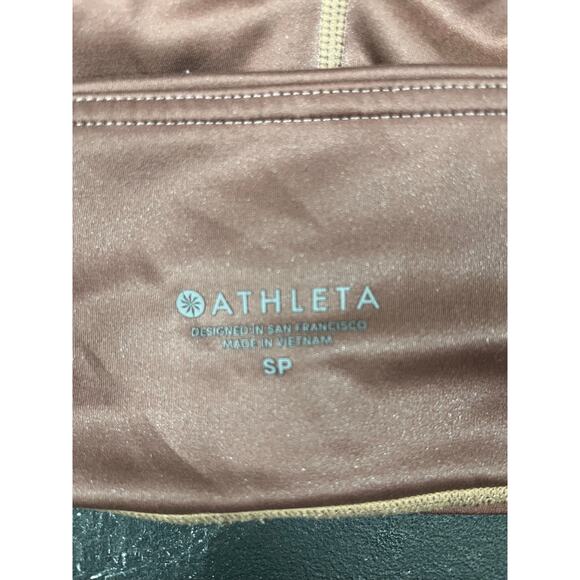 ATHLETA
DESIGNED IN SAN FRANCISCO
MADE IN VIETNAM
SP